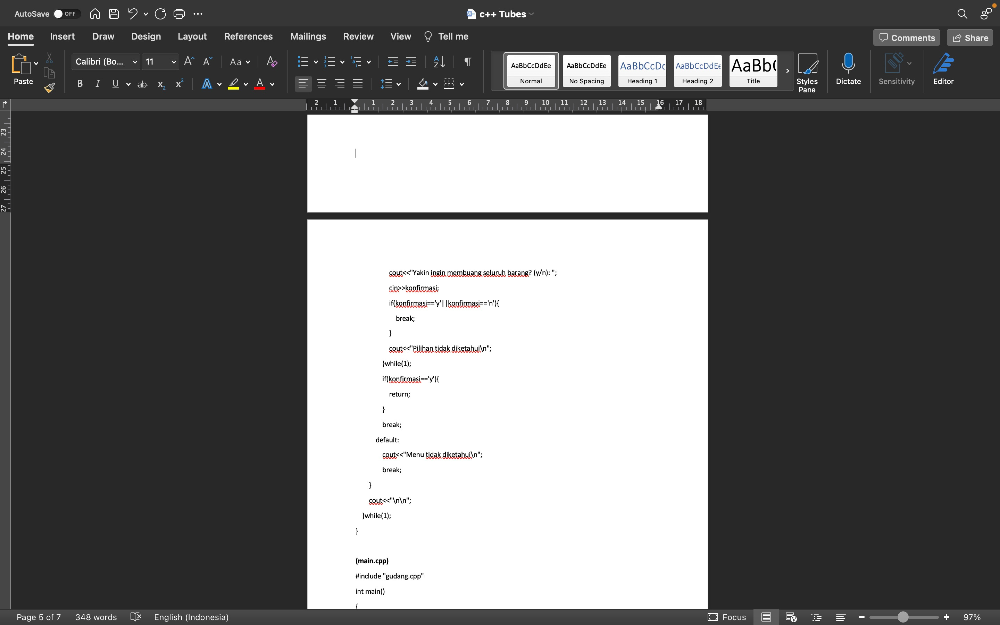 AutoSave OFF
c++ Tubes
Home Insert Draw Design Layout References Mailings Review View Tell me
Comments Share
Paste
Calibri (Bo... 11
AaBbCcDdEe AaBbCcDdEe AaBbCcDc AaBbCcDdEe AaBb(
Normal No Spacing Heading 1 Heading 2 Title
Styles Pane
Dictate
Sensitivity
Editor
2 1 1 2 3 4 5 6 7 8 9 10 11 12 13 14 15 16 17 18
23
24
25
26
27
cout<<"Yakin ingin membuang seluruh barang? (y/n): ";
cin>>konfirmasi;
if(konfirmasi=='y'||konfirmasi=='n'){
break;
}
cout<<"Pilihan tidak diketahui\n";
}while(1);
if(konfirmasi=='y'){
return;
}
break;
default:
cout<<"Menu tidak diketahui\n";
break;
}
cout<<"\n\n";
}while(1);
}
(main.cpp)
#include "gudang.cpp"
int main()
{
Page 5 of 7 348 words English (Indonesia)
Focus 97%